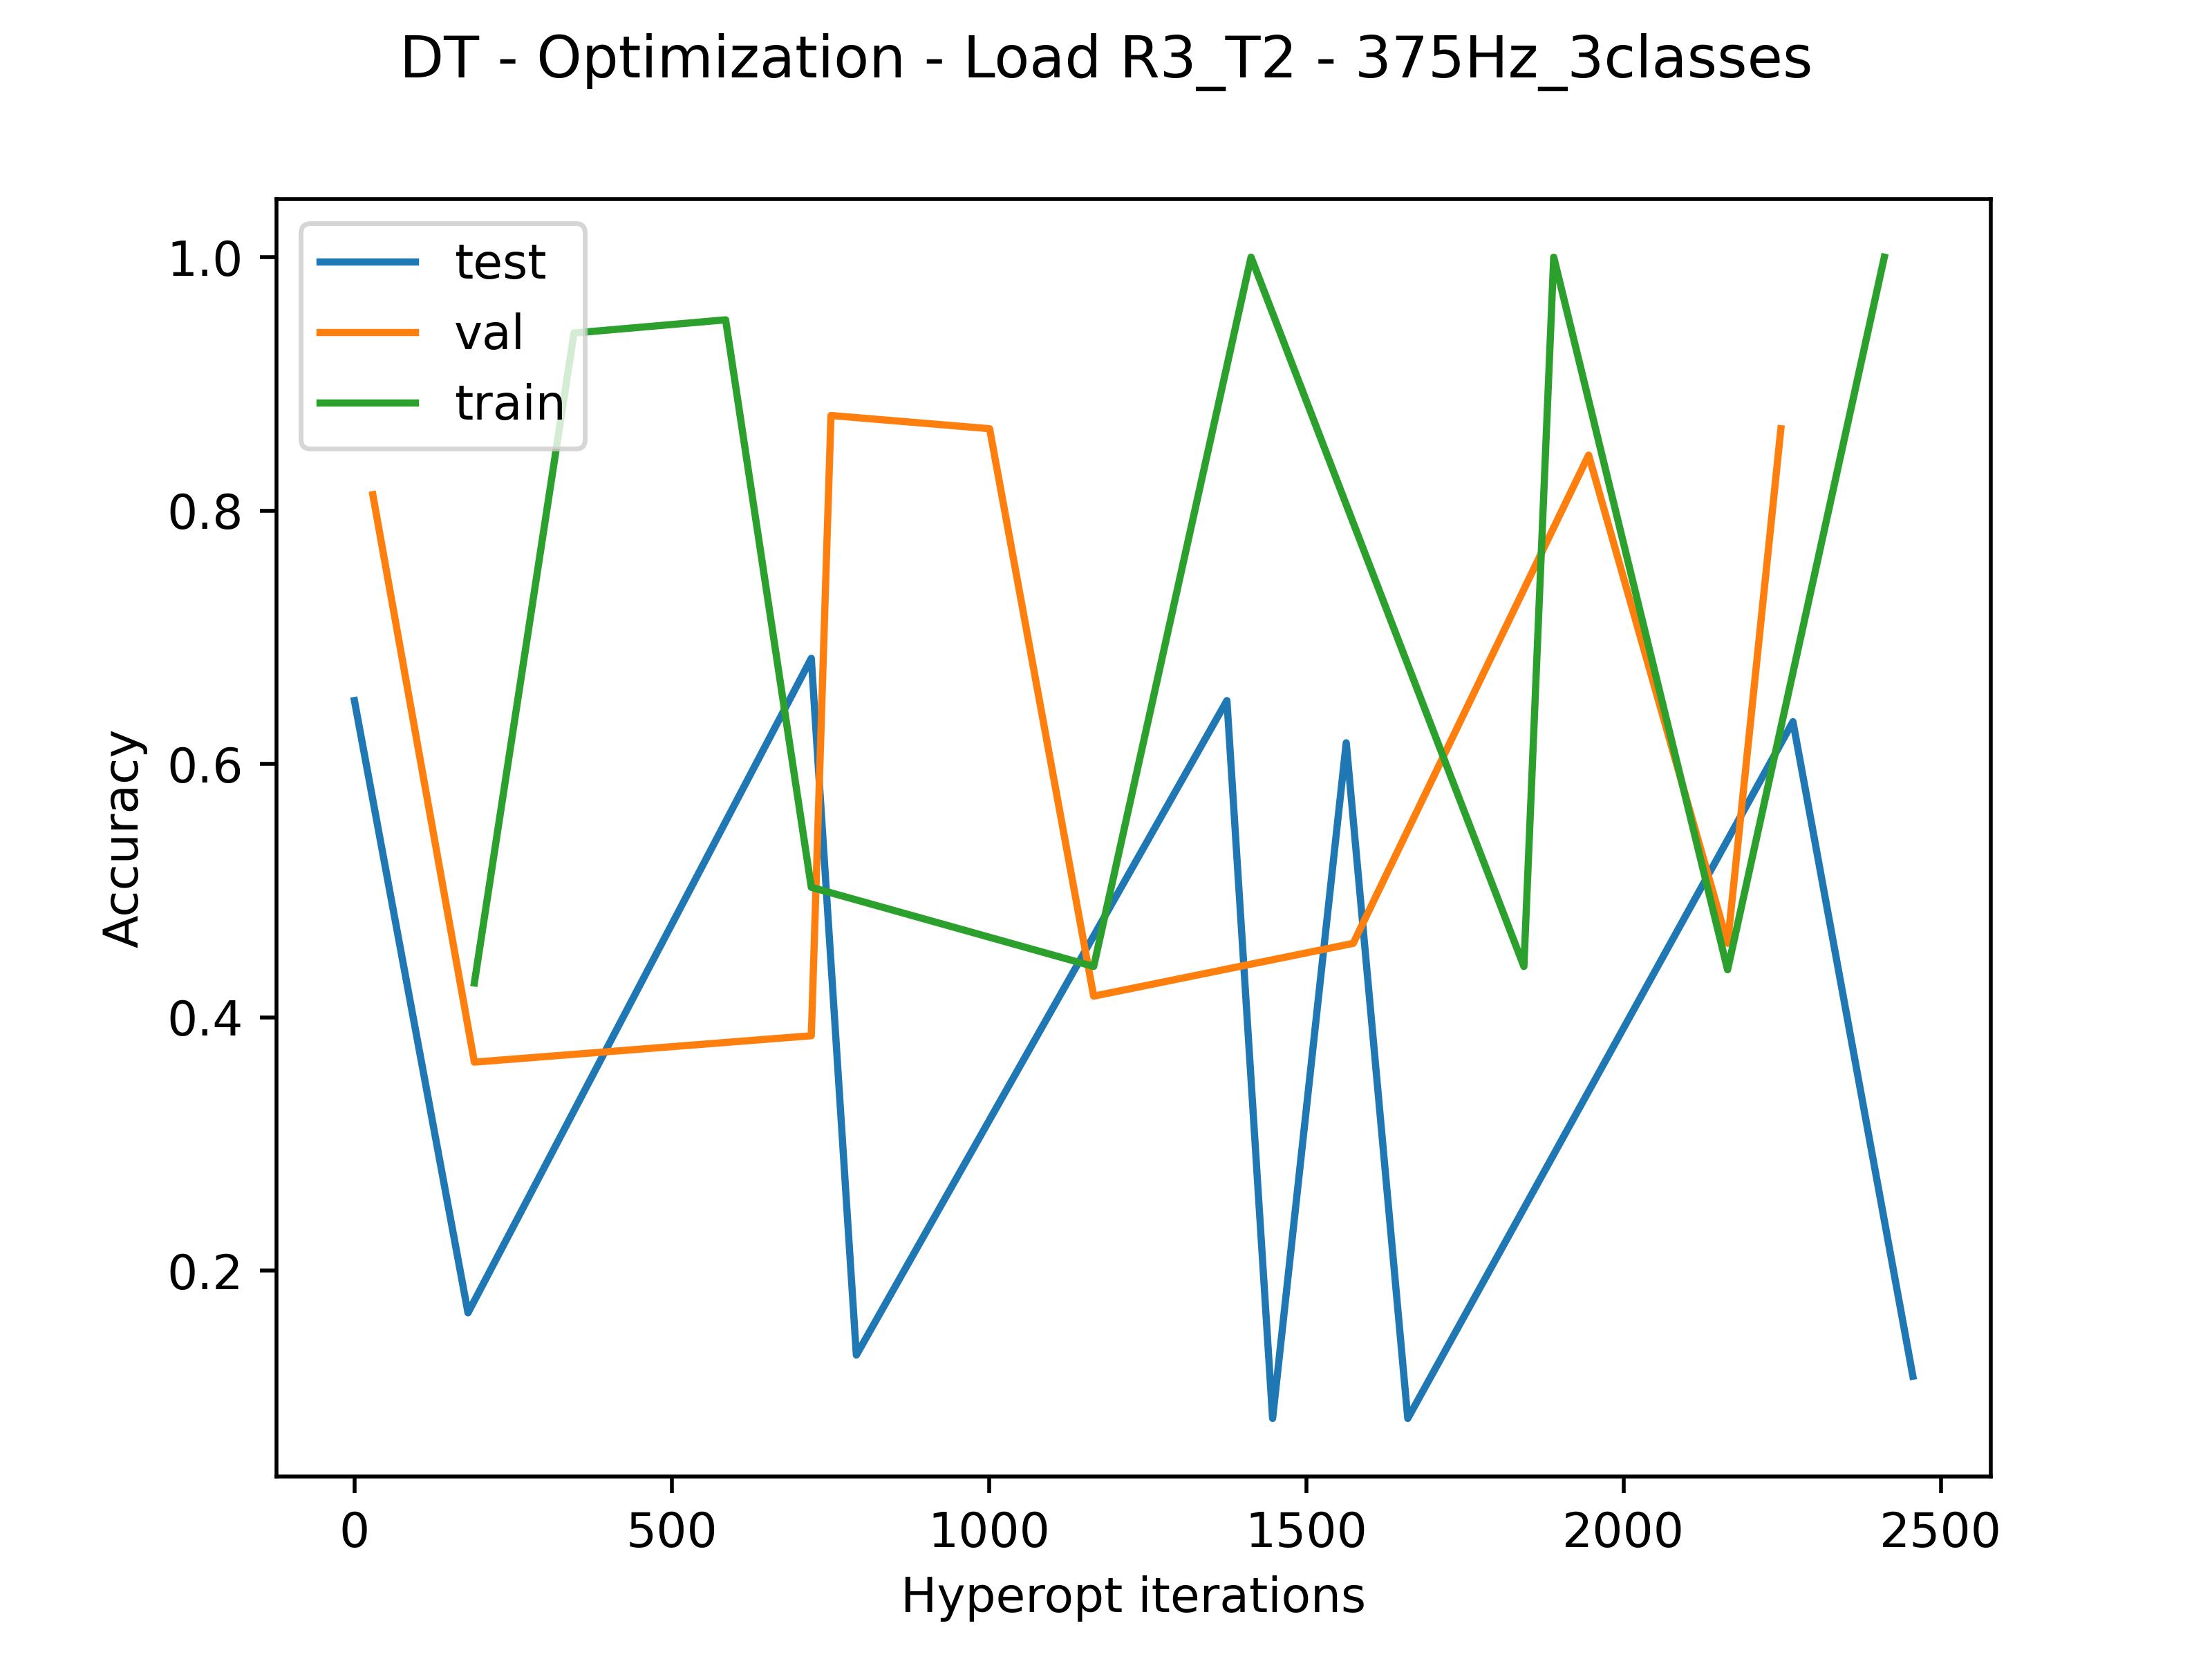 DT - Optimization - Load R3_T2 - 375Hz_3classes
test
val
train
1.0
0.8
0.6
0.4
0.2
Accuracy
0 500 1000 1500 2000 2500
Hyperopt iterations